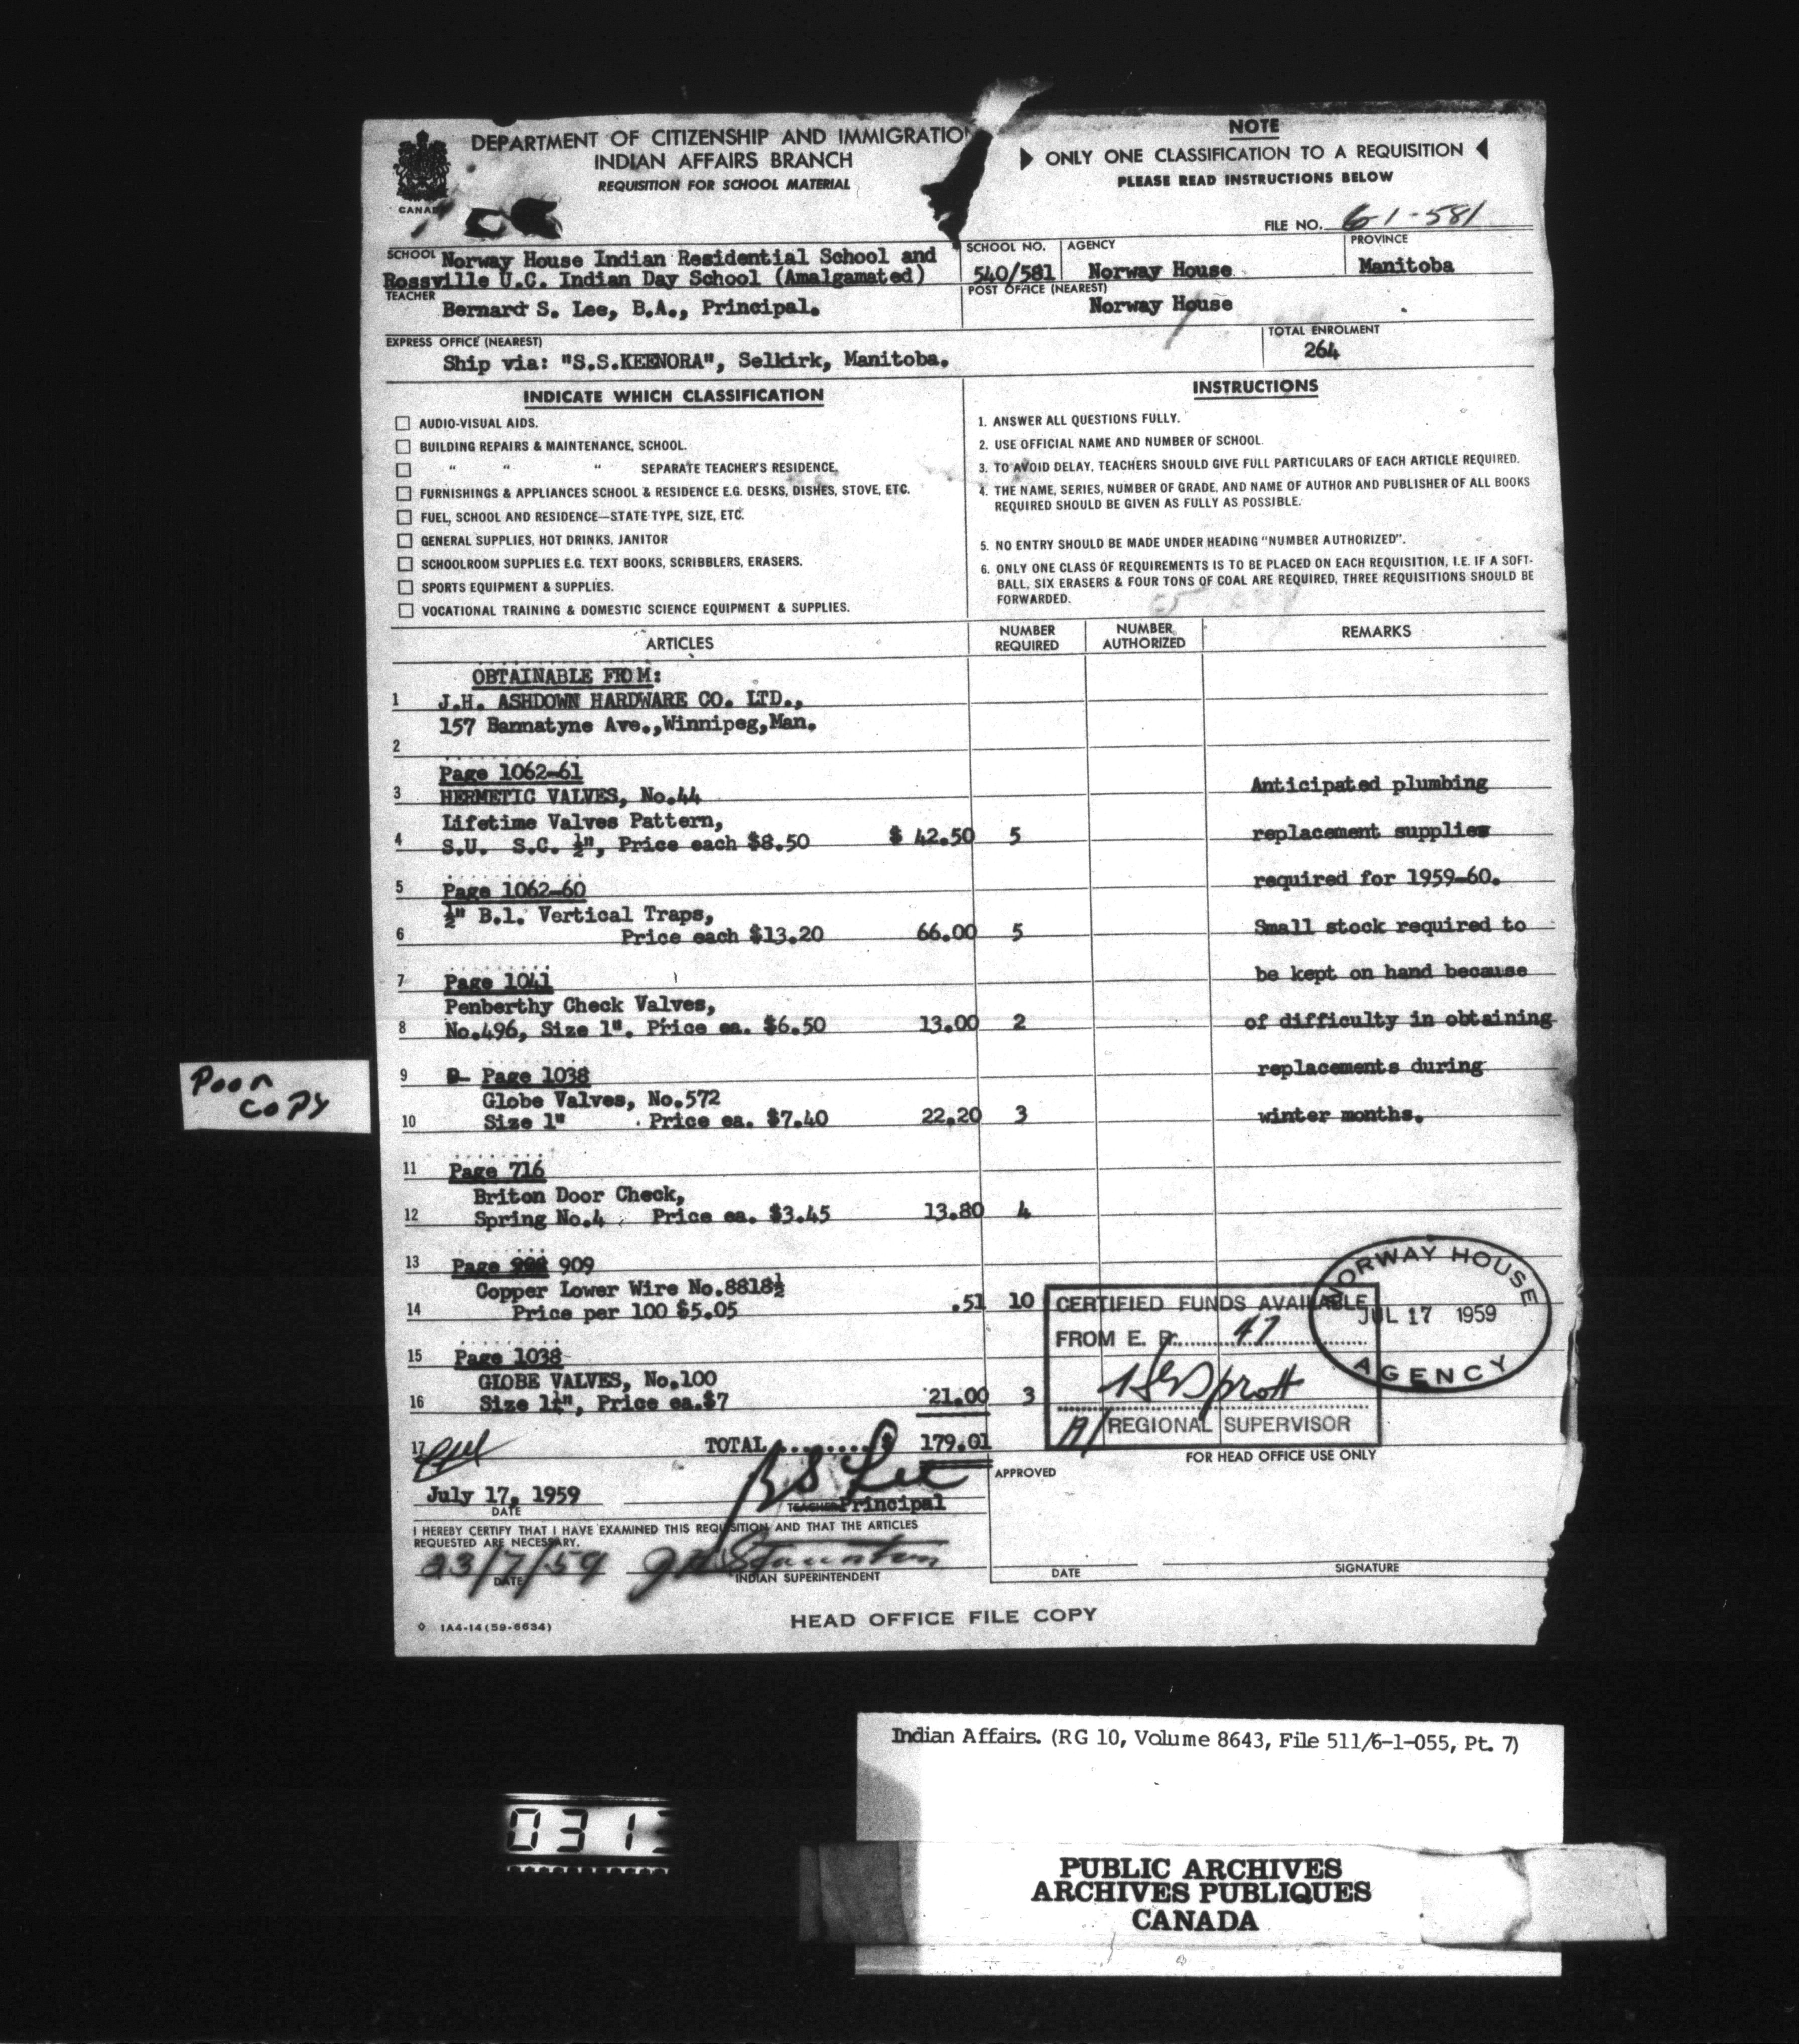 DEPARTMENT OF CITIZENSHIP AND IMMIGRATION
INDIAN AFFAIRS BRANCH
REQUISITION FOR SCHOOL MATERIAL
CANADA
NOTE
ONLY ONE CLASSIFICATION TO A REQUISITION
PLEASE READ INSTRUCTIONS BELOW
FILE NO. 6-1-581
SCHOOL Norway House Indian Residential School and
Rossville U.C. Indian Day School (Amalgamated)
SCHOOL NO. 540/581
AGENCY Norway House
PROVINCE Manitoba
TEACHER Bernard S. Lee, B.A., Principal.
POST OFFICE (NEAREST) Norway House
EXPRESS OFFICE (NEAREST)
Ship via: "S.S.KEENORA", Selkirk, Manitoba.
TOTAL ENROLMENT
264
INDICATE WHICH CLASSIFICATION
AUDIO-VISUAL AIDS.
BUILDING REPAIRS & MAINTENANCE, SCHOOL.
" " " SEPARATE TEACHER'S RESIDENCE.
FURNISHINGS & APPLIANCES SCHOOL & RESIDENCE E.G. DESKS, DISHES, STOVE, ETC.
FUEL, SCHOOL AND RESIDENCE—STATE TYPE, SIZE, ETC.
GENERAL SUPPLIES, HOT DRINKS, JANITOR
SCHOOLROOM SUPPLIES E.G. TEXT BOOKS, SCRIBBLERS, ERASERS.
SPORTS EQUIPMENT & SUPPLIES.
VOCATIONAL TRAINING & DOMESTIC SCIENCE EQUIPMENT & SUPPLIES.
INSTRUCTIONS
1. ANSWER ALL QUESTIONS FULLY.
2. USE OFFICIAL NAME AND NUMBER OF SCHOOL.
3. TO AVOID DELAY, TEACHERS SHOULD GIVE FULL PARTICULARS OF EACH ARTICLE REQUIRED.
4. THE NAME, SERIES, NUMBER OF GRADE, AND NAME OF AUTHOR AND PUBLISHER OF ALL BOOKS
REQUIRED SHOULD BE GIVEN AS FULLY AS POSSIBLE.
5. NO ENTRY SHOULD BE MADE UNDER HEADING "NUMBER AUTHORIZED".
6. ONLY ONE CLASS OF REQUIREMENTS IS TO BE PLACED ON EACH REQUISITION, I.E. IF A SOFT-
BALL, SIX ERASERS & FOUR TONS OF COAL ARE REQUIRED, THREE REQUISITIONS SHOULD BE
FORWARDED.
ARTICLES
NUMBER REQUIRED
NUMBER AUTHORIZED
REMARKS
OBTAINABLE FROM:
1 J.H. ASHDOWN HARDWARE CO. LTD.,
157 Bannatyne Ave.,Winnipeg,Man.
2
Page 1062-61
3 HERMETIC VALVES, No.44
Anticipated plumbing
Lifetime Valves Pattern,
4 S.U. S.C. ½", Price each $8.50 $ 42.50 5
replacement supplies
5 Page 1062-60
required for 1959-60.
½" B.1. Vertical Traps,
6 Price each $13.20 66.00 5
Small stock required to
7 Page 1041
be kept on hand because
Penberthy Check Valves,
8 No.496, Size 1". Price ea. $6.50 13.00 2
of difficulty in obtaining
9 Page 1038
replacements during
Globe Valves, No.572
10 Size 1" Price ea. $7.40 22.20 3
winter months.
11 Page 716
Briton Door Check,
12 Spring No.4 Price ea. $3.45 13.80 4
13 Page 909
Copper Lower Wire No.8818½
14 Price per 100 $5.05 .51 10
15 Page 1038
GLOBE VALVES, No.100
16 Size 1¼", Price ea.$7 21.00 3
17 TOTAL ........$ 179.01
CERTIFIED FUNDS AVAILABLE
FROM E. P. 47
A/ REGIONAL SUPERVISOR
NORWAY HOUSE
JUL 17 1959
AGENCY
FOR HEAD OFFICE USE ONLY
APPROVED
B S Lee
July 17, 1959
DATE
TEACHER Principal
I HEREBY CERTIFY THAT I HAVE EXAMINED THIS REQUISITION AND THAT THE ARTICLES
REQUESTED ARE NECESSARY.
23/7/59
DATE
Staunton
INDIAN SUPERINTENDENT
DATE
SIGNATURE
1A4-14 (59-6634)
HEAD OFFICE FILE COPY
Poor
COPY
Indian Affairs. (RG 10, Volume 8643, File 511/6-1-055, Pt. 7)
031
PUBLIC ARCHIVES
ARCHIVES PUBLIQUES
CANADA